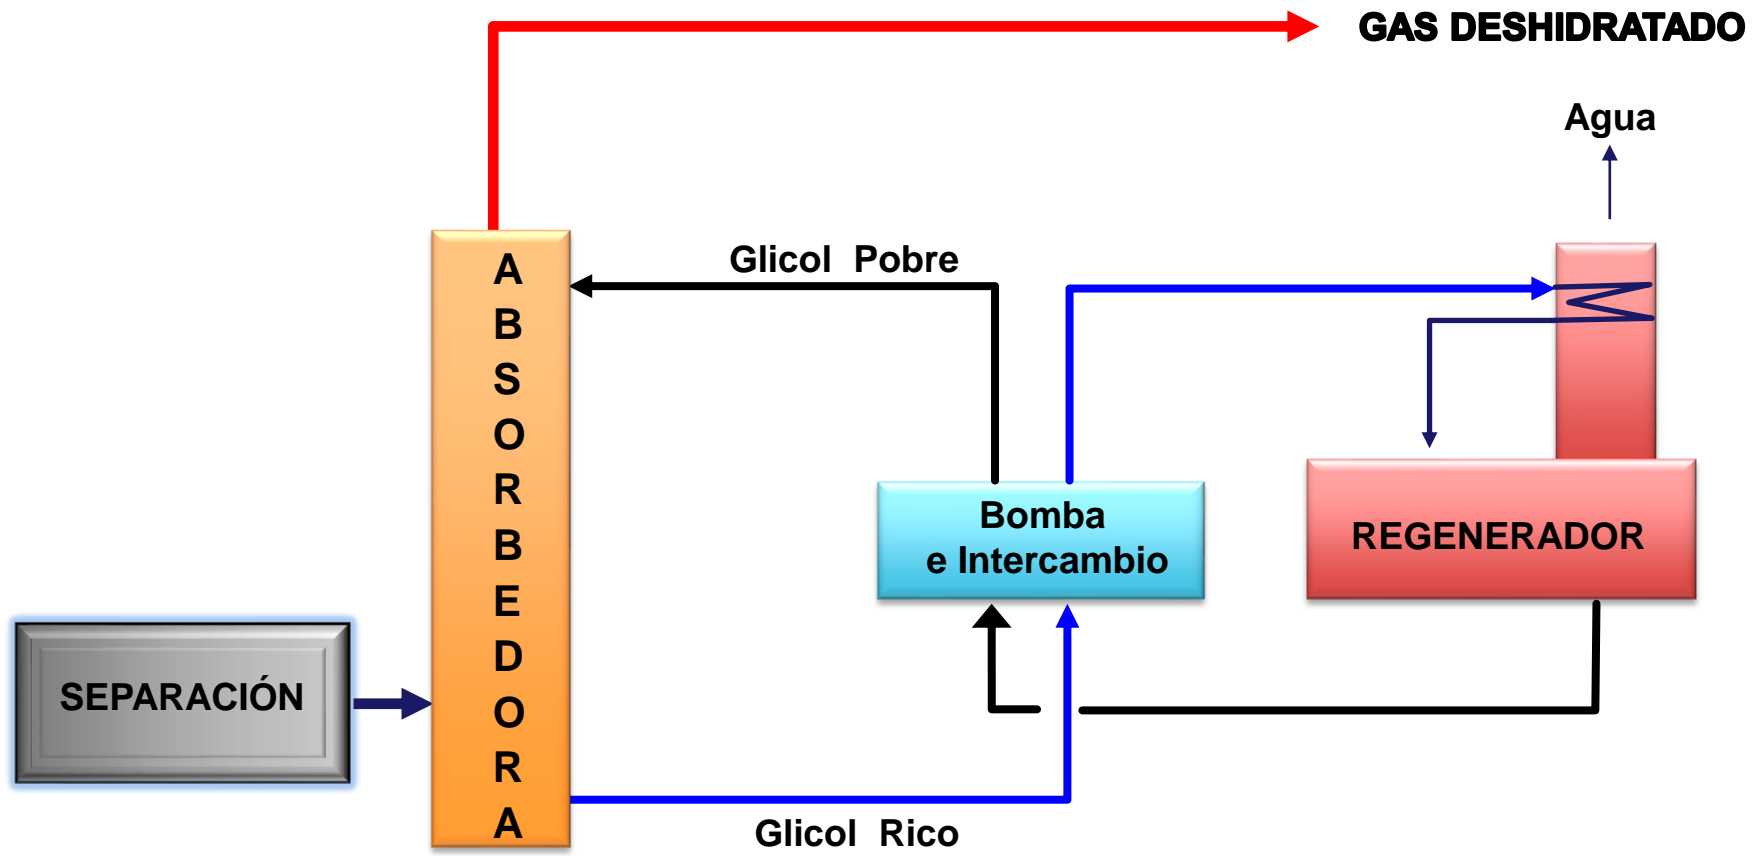 GAS DESHIDRATADO
Agua
Glicol Pobre
A
B
S
O
R
B
E
D
O
R
A
Bomba
e Intercambio
REGENERADOR
SEPARACIÓN
Glicol Rico